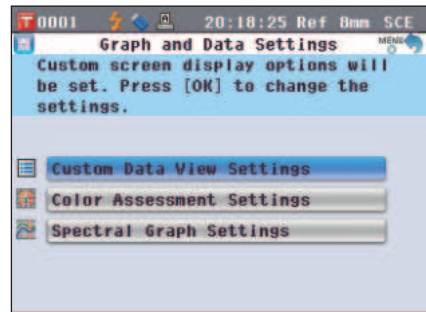 T0001 20:18:25 Ref 8mm SCE
Graph and Data Settings MENU
Custom screen display options will
be set. Press [OK] to change the
settings.
Custom Data View Settings
Color Assessment Settings
Spectral Graph Settings